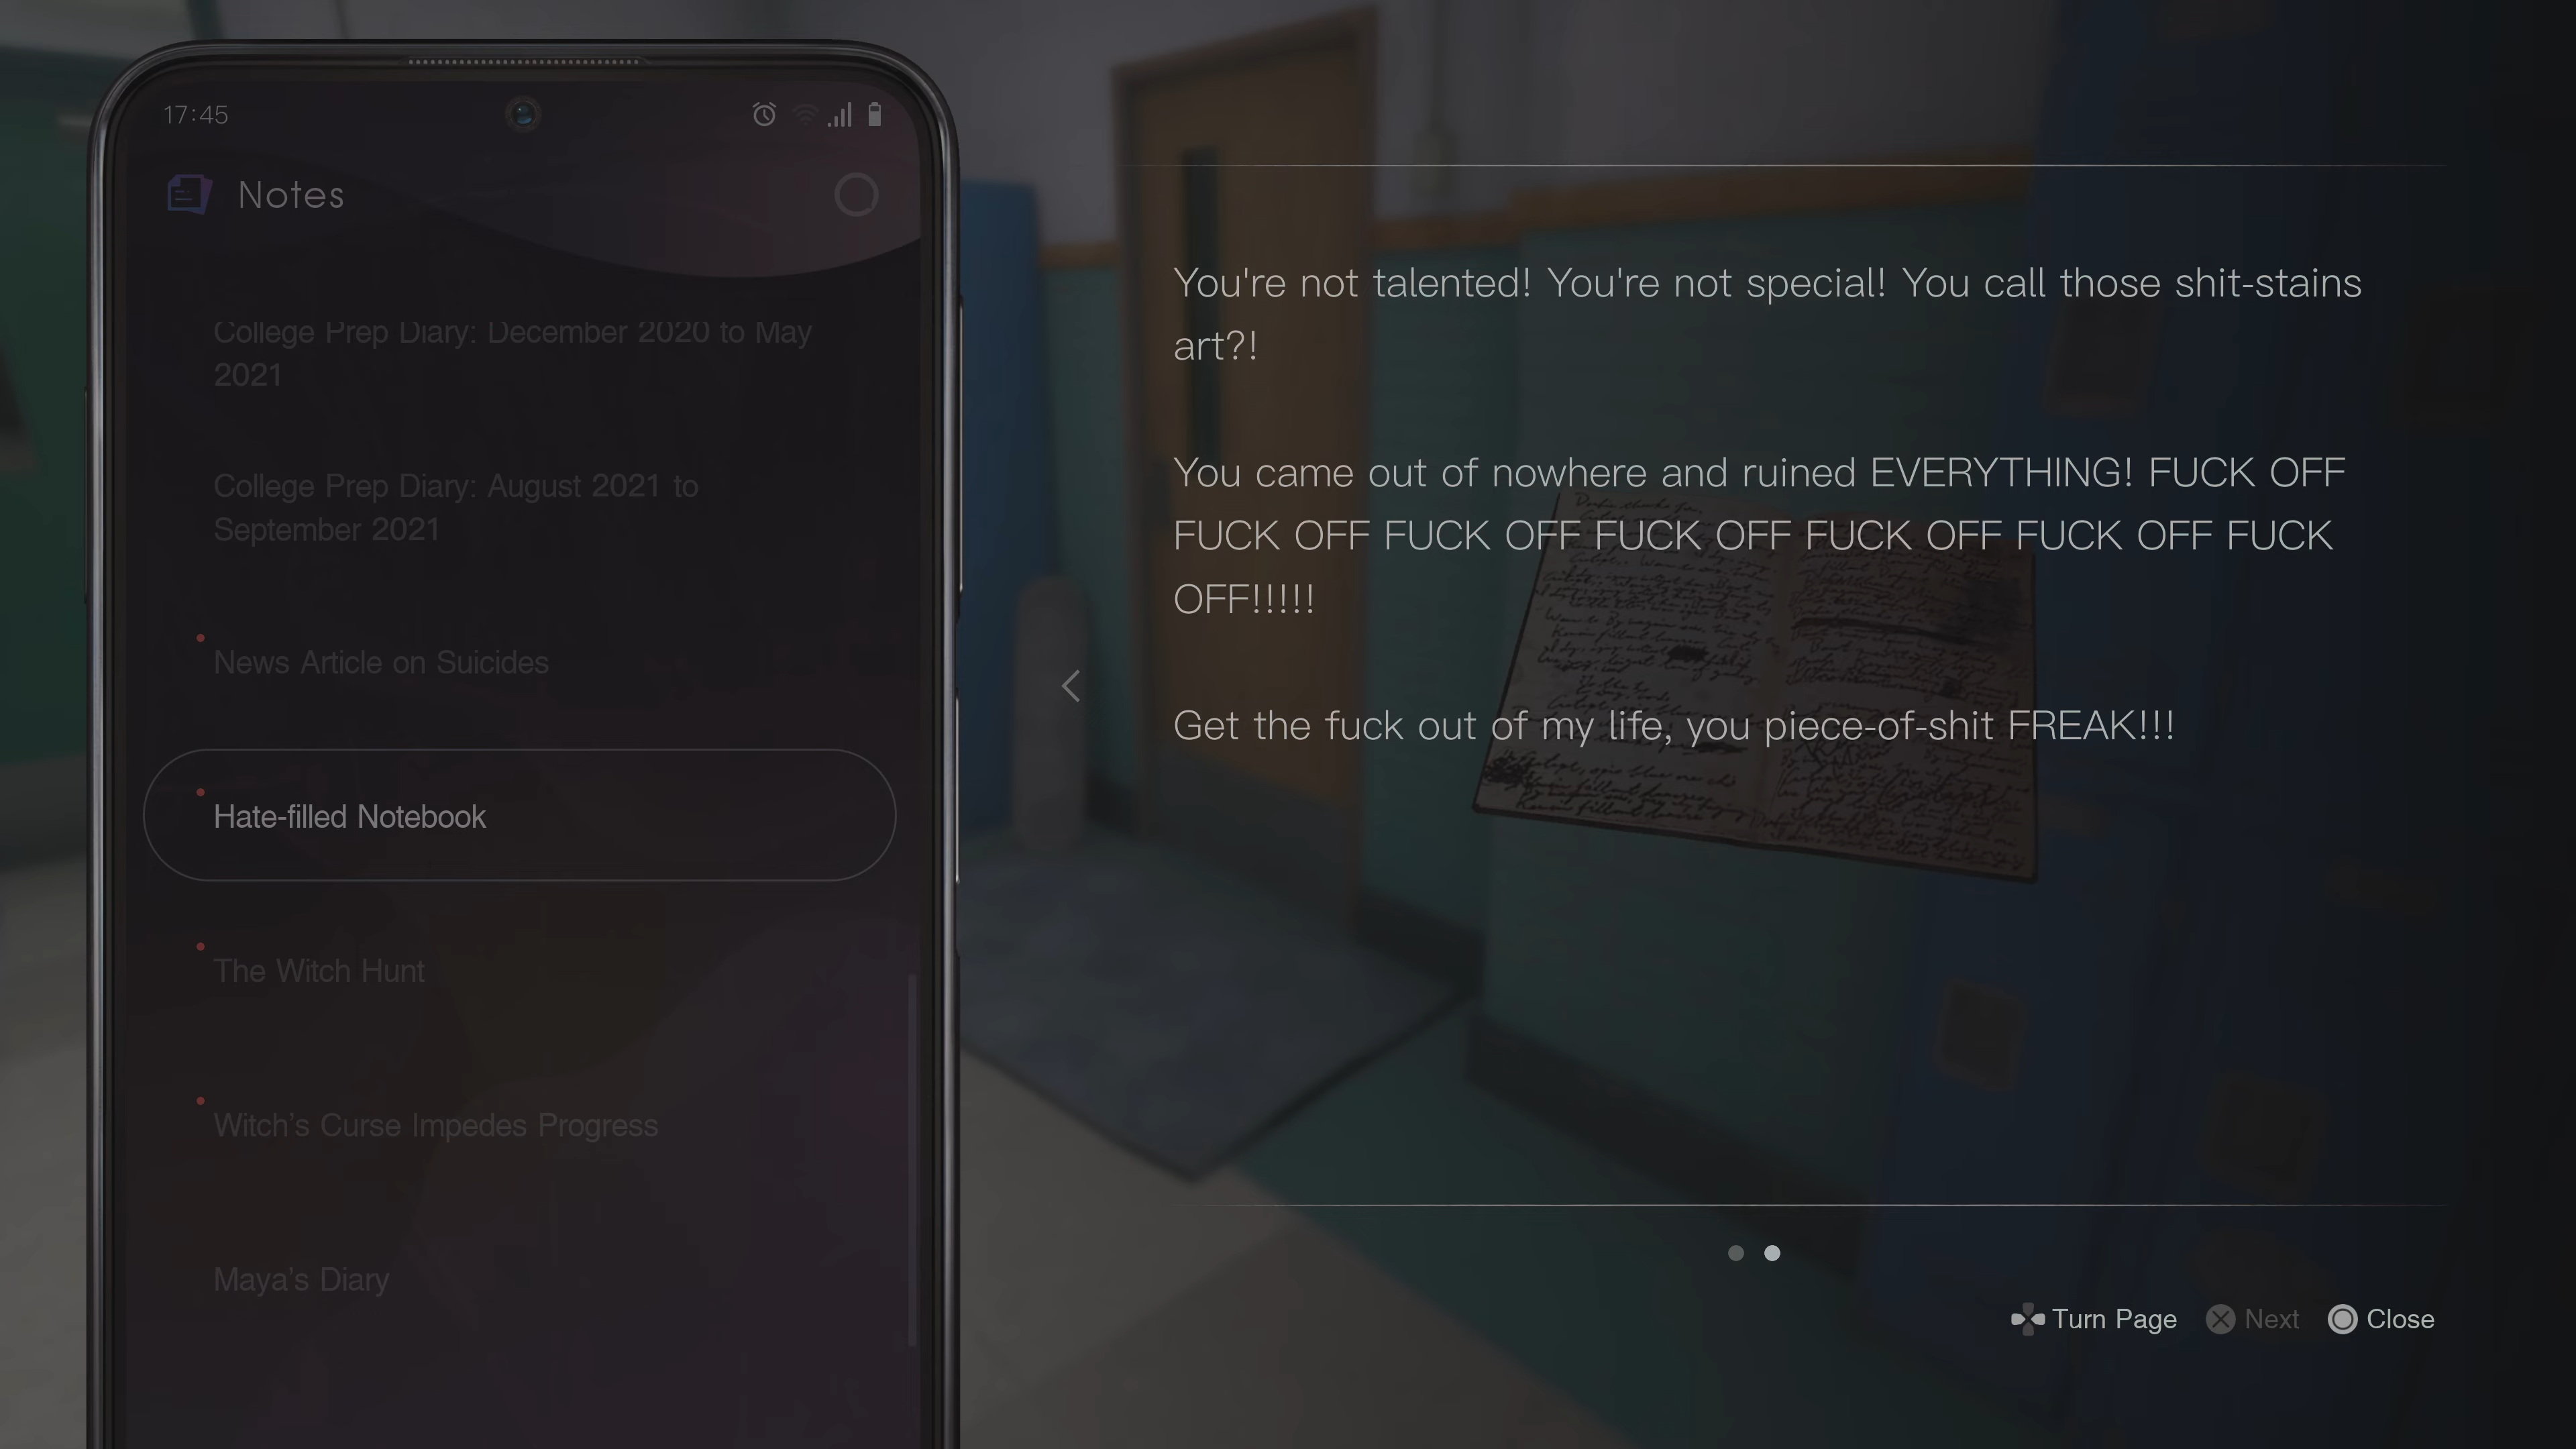 17:45
Notes
College Prep Diary: December 2020 to May
2021
College Prep Diary: August 2021 to
September 2021
News Article on Suicides
Hate-filled Notebook
The Witch Hunt
Witch's Curse Impedes Progress
Maya's Diary
You're not talented! You're not special! You call those shit-stains
art?!
You came out of nowhere and ruined EVERYTHING! FUCK OFF
FUCK OFF FUCK OFF FUCK OFF FUCK OFF FUCK OFF FUCK
OFF!!!!!
Get the fuck out of my life, you piece-of-shit FREAK!!!
Turn Page Next Close